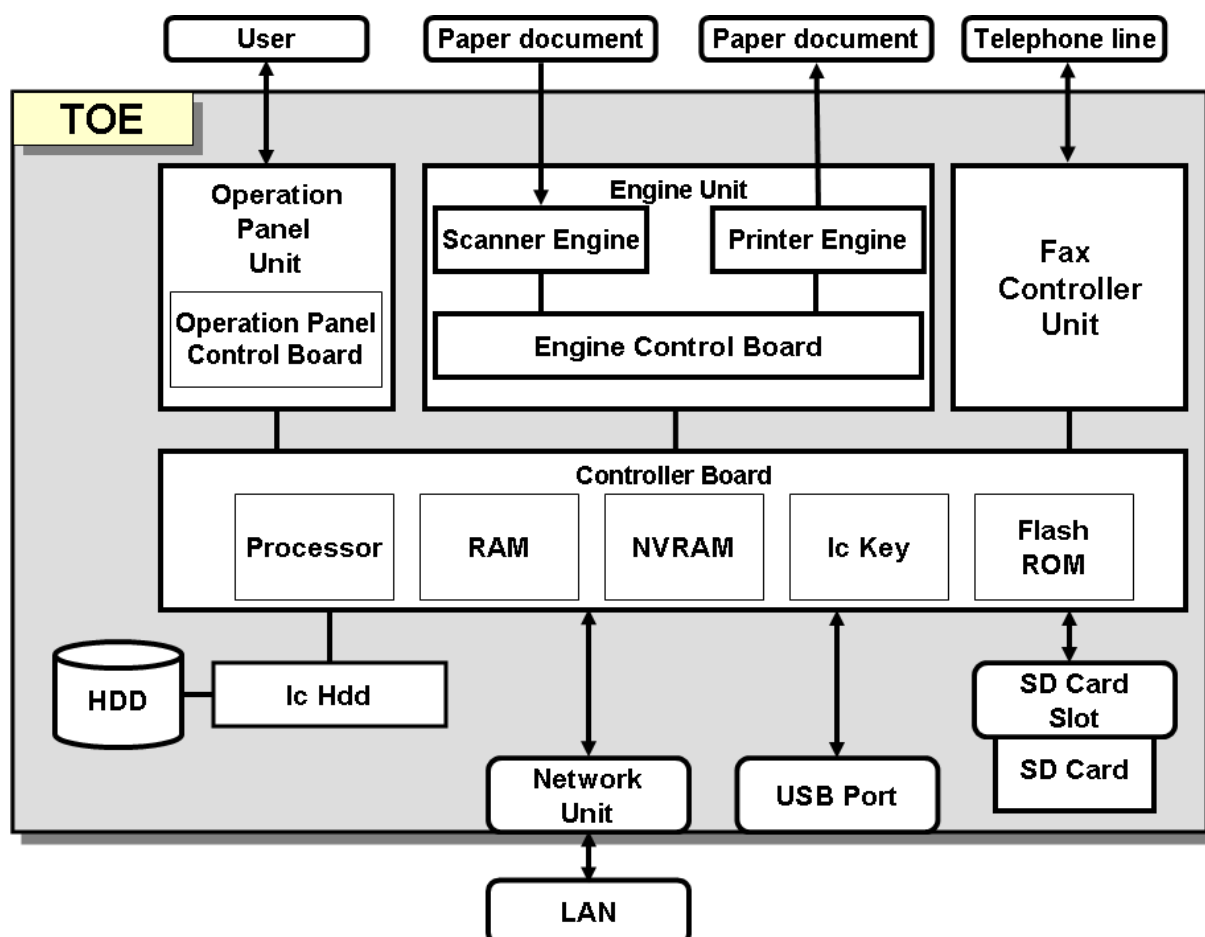 User
Paper document
Paper document
Telephone line
TOE
Operation
Panel
Unit
Operation Panel
Control Board
Engine Unit
Scanner Engine
Printer Engine
Engine Control Board
Fax
Controller
Unit
Controller Board
Processor
RAM
NVRAM
Ic Key
Flash
ROM
HDD
Ic Hdd
SD Card
Slot
SD Card
Network
Unit
USB Port
LAN